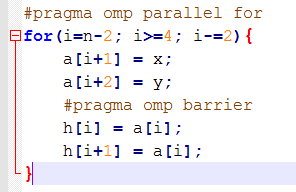 #pragma omp parallel for
for(i=n-2; i>=4; i-=2){
a[i+1] = x;
a[i+2] = y;
#pragma omp barrier
h[i] = a[i];
h[i+1] = a[i];
}